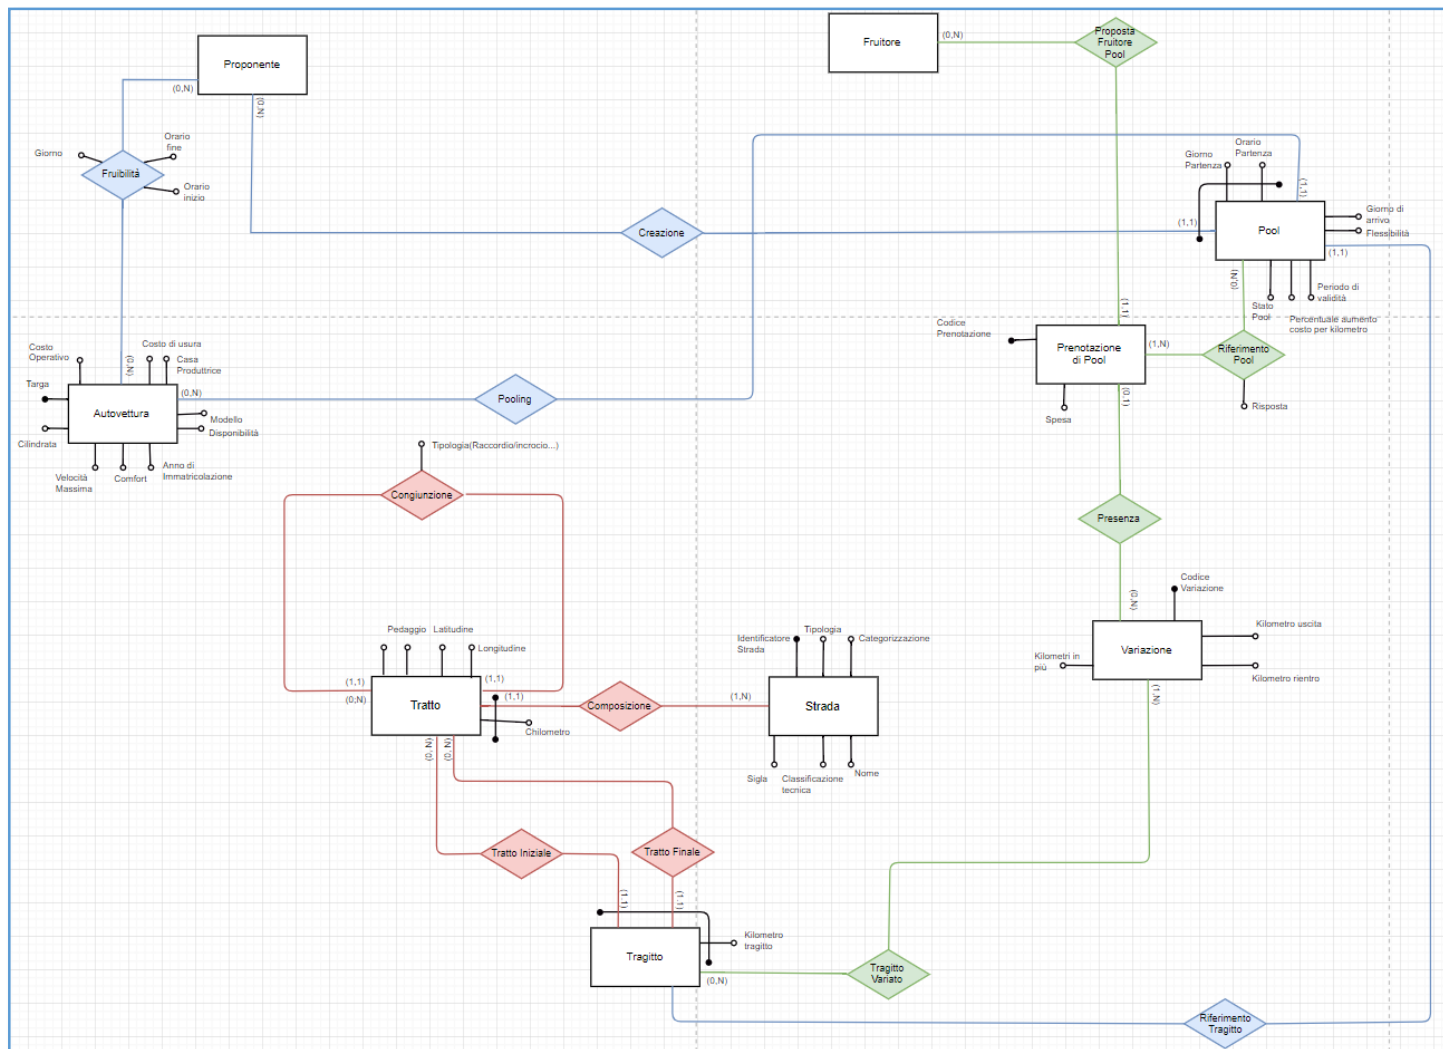 Proponente
(0,N)
(0,N)
Fruitore
(0,N)
Proposta
Fruitore
Pool
Giorno
Orario
fine
Fruibilità
Orario
inizio
Creazione
Giorno
Partenza
Orario
Partenza
(1,1)
(1,1)
Pool
Giorno di
arrivo
Flessibilità
(1,1)
(0,N)
Stato
Pool
Periodo di
validità
Percentuale aumento
costo per kilometro
Costo
Operativo
Costo di usura
Casa
Produttrice
(0,N)
Targa
(0,N)
Autovettura
Modello
Disponibilità
Cilindrata
Velocità
Massima
Comfort
Anno di
Immatricolazione
Pooling
Codice
Prenotazione
(1,1)
Prenotazione
di Pool
(1,N)
Riferimento
Pool
Spesa
(0,1)
Risposta
Tipologia(Raccordio/incrocio...)
Congiunzione
Presenza
(0,N)
Codice
Variazione
Kilometro uscita
Variazione
Kilometri in
più
Kilometro rientro
(1,N)
Pedaggio
Latitudine
Longitudine
(1,1)
(0,N)
(1,1)
(1,1)
Tratto
Chilometro
(0,N)
(0,N)
Composizione
(1,N)
Identificatore
Strada
Tipologia
Categorizzazione
Strada
Sigla
Classificazione
tecnica
Nome
Tratto Iniziale
Tratto Finale
(1,1)
(1,1)
Kilometro
tragitto
Tragitto
(0,N)
Tragitto
Variato
Riferimento
Tragitto